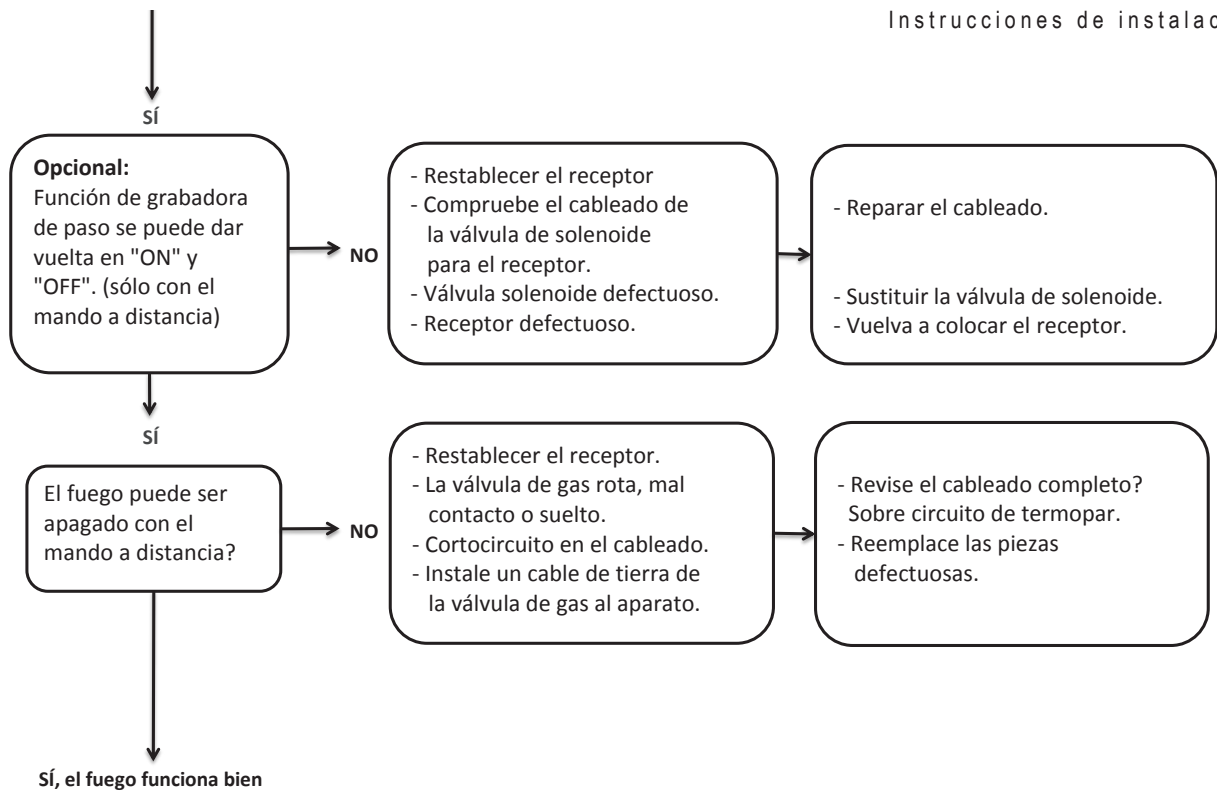 Instrucciones de instalac
SÍ
Opcional:
Función de grabadora
de paso se puede dar
vuelta en "ON" y
"OFF". (sólo con el
mando a distancia)
NO
- Restablecer el receptor
- Compruebe el cableado de
la válvula de solenoide
para el receptor.
- Válvula solenoide defectuoso.
- Receptor defectuoso.
- Reparar el cableado.
- Sustituir la válvula de solenoide.
- Vuelva a colocar el receptor.
SÍ
El fuego puede ser
apagado con el
mando a distancia?
NO
- Restablecer el receptor.
- La válvula de gas rota, mal
contacto o suelto.
- Cortocircuito en el cableado.
- Instale un cable de tierra de
la válvula de gas al aparato.
- Revise el cableado completo?
Sobre circuito de termopar.
- Reemplace las piezas
defectuosas.
SÍ, el fuego funciona bien